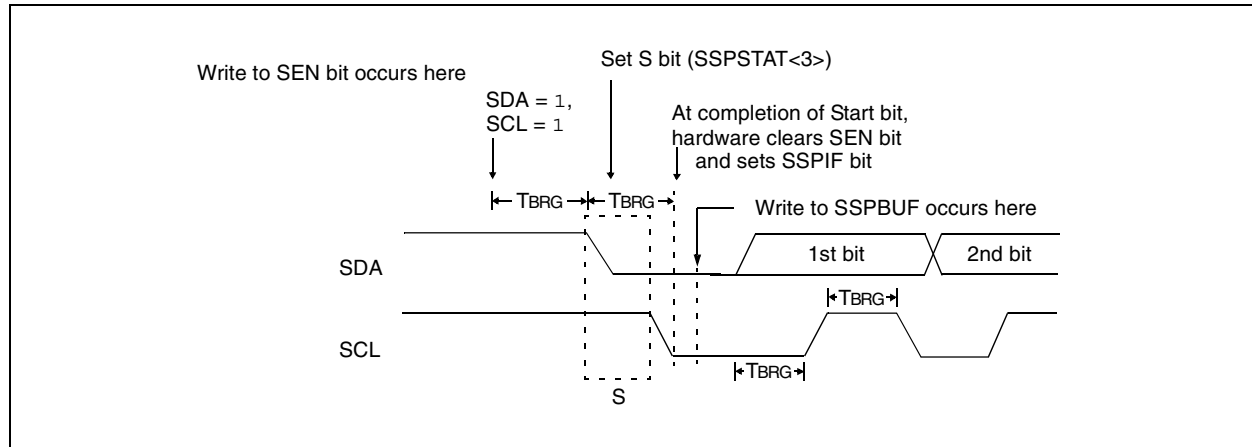 Write to SEN bit occurs here
Set S bit (SSPSTAT<3>)
SDA = 1,
SCL = 1
At completion of Start bit,
hardware clears SEN bit
and sets SSPIF bit
TBRG
TBRG
Write to SSPBUF occurs here
SDA
1st bit
2nd bit
TBRG
SCL
TBRG
S